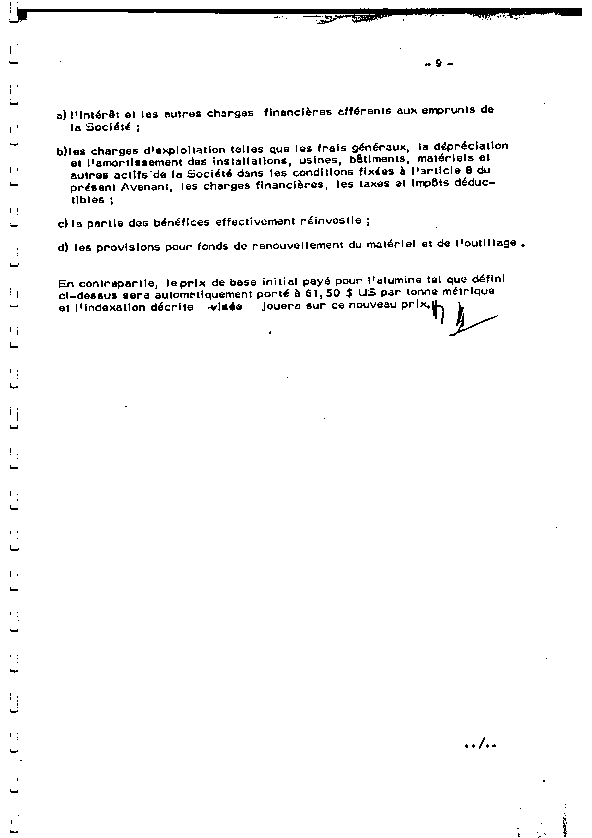 - 9 -
a) l'intérêt et les autres charges financières afférents aux emprunts de
la Société ;
b) les charges d'exploitation telles que les frais généraux, la dépréciation
et l'amortissement des installations, usines, bâtiments, matériels et
autres actifs de la Société dans les conditions fixées à l'article 8 du
présent Avenant, les charges financières, les taxes et impôts déduc-
tibles ;
c) la partie des bénéfices effectivement réinvestie ;
d) les provisions pour fonds de renouvellement du matériel et de l'outillage .
En contrepartie, le prix de base initial payé pour l'alumine tel que défini
ci-dessus sera automatiquement porté à 61,50 $ US par tonne métrique
et l'indexation décrite visée jouera sur ce nouveau prix.
../..